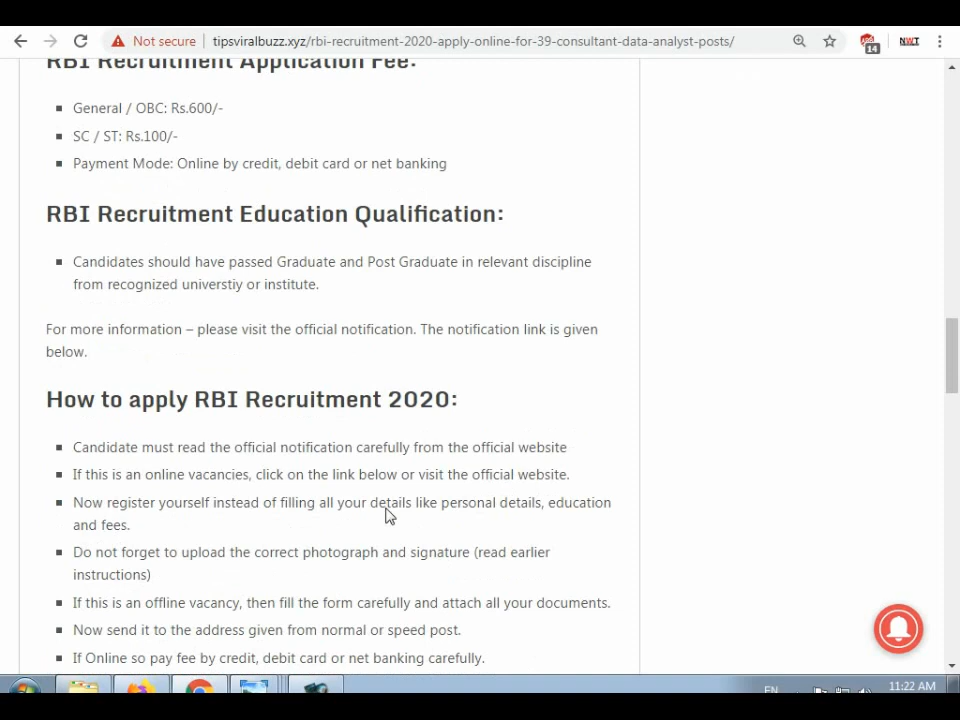 Not secure
tipsviralbuzz.xyz/rbi-recruitment-2020-apply-online-for-39-consultant-data-analyst-posts/
14
NWT
RBI Recruitment Application Fee:
General / OBC: Rs.600/-
SC / ST: Rs.100/-
Payment Mode: Online by credit, debit card or net banking
RBI Recruitment Education Qualification:
Candidates should have passed Graduate and Post Graduate in relevant discipline
from recognized universtiy or institute.
For more information – please visit the official notification. The notification link is given
below.
How to apply RBI Recruitment 2020:
Candidate must read the official notification carefully from the official website
If this is an online vacancies, click on the link below or visit the official website.
Now register yourself instead of filling all your details like personal details, education
and fees.
Do not forget to upload the correct photograph and signature (read earlier
instructions)
If this is an offline vacancy, then fill the form carefully and attach all your documents.
Now send it to the address given from normal or speed post.
If Online so pay fee by credit, debit card or net banking carefully.
EN
11:22 AM